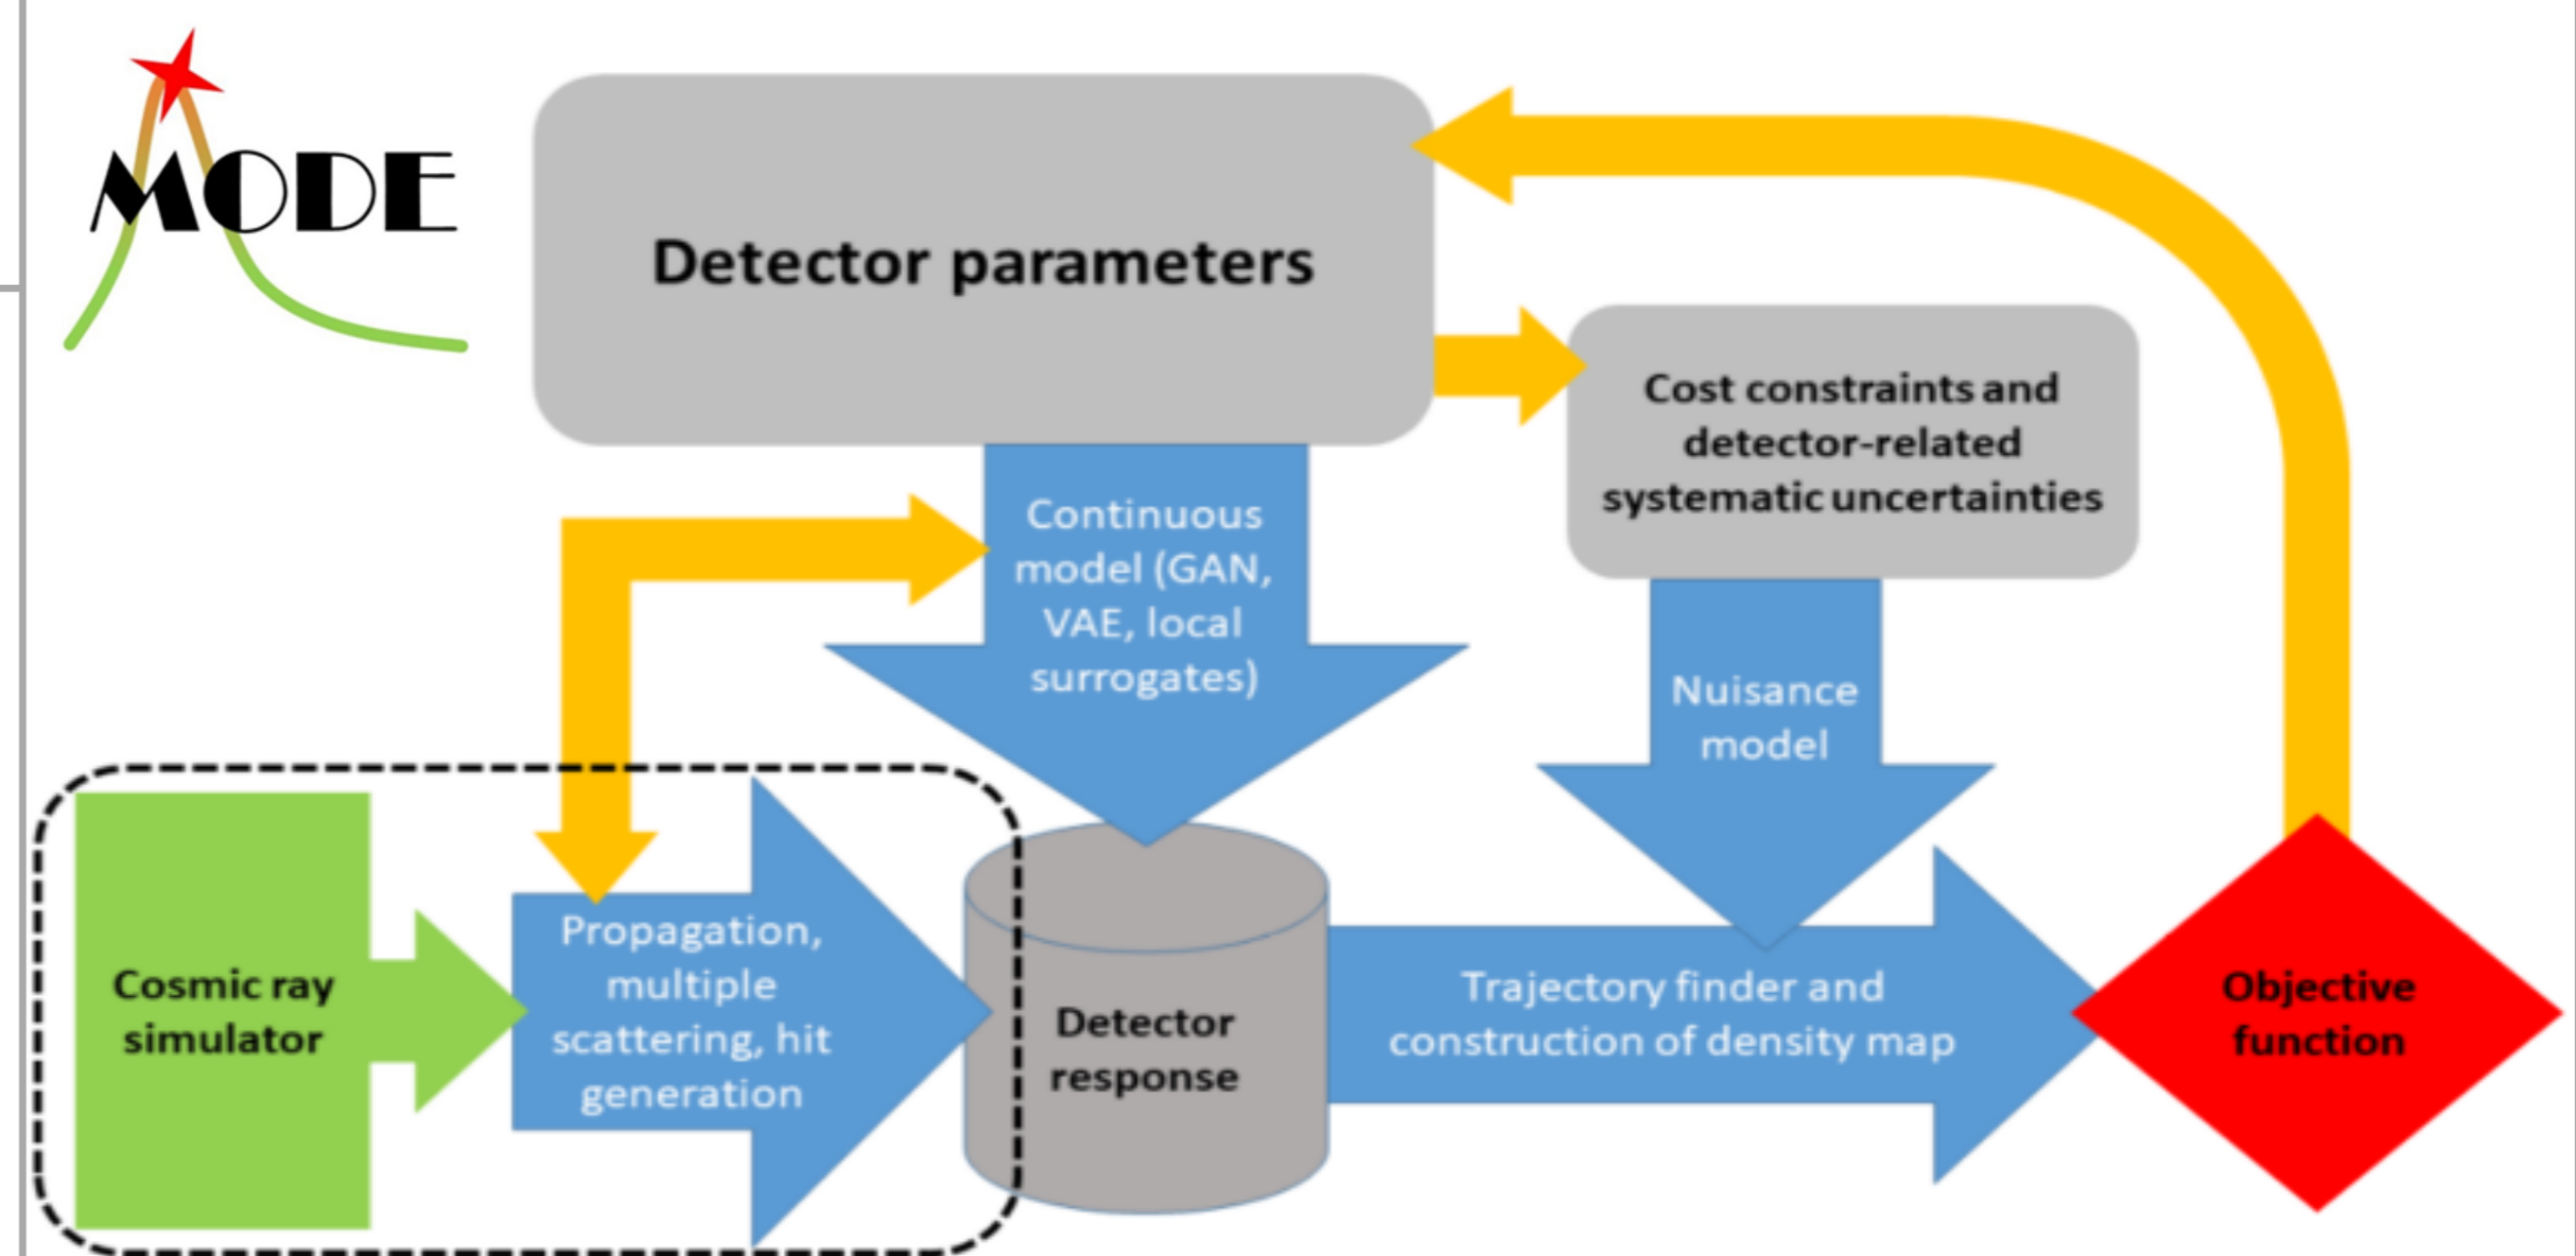 MODE
Detector parameters
Cost constraints and
detector-related
systematic uncertainties
Continuous
model (GAN,
VAE, local
surrogates)
Nuisance
model
Cosmic ray
simulator
Propagation,
multiple
scattering, hit
generation
Detector
response
Trajectory finder and
construction of density map
Objective
function